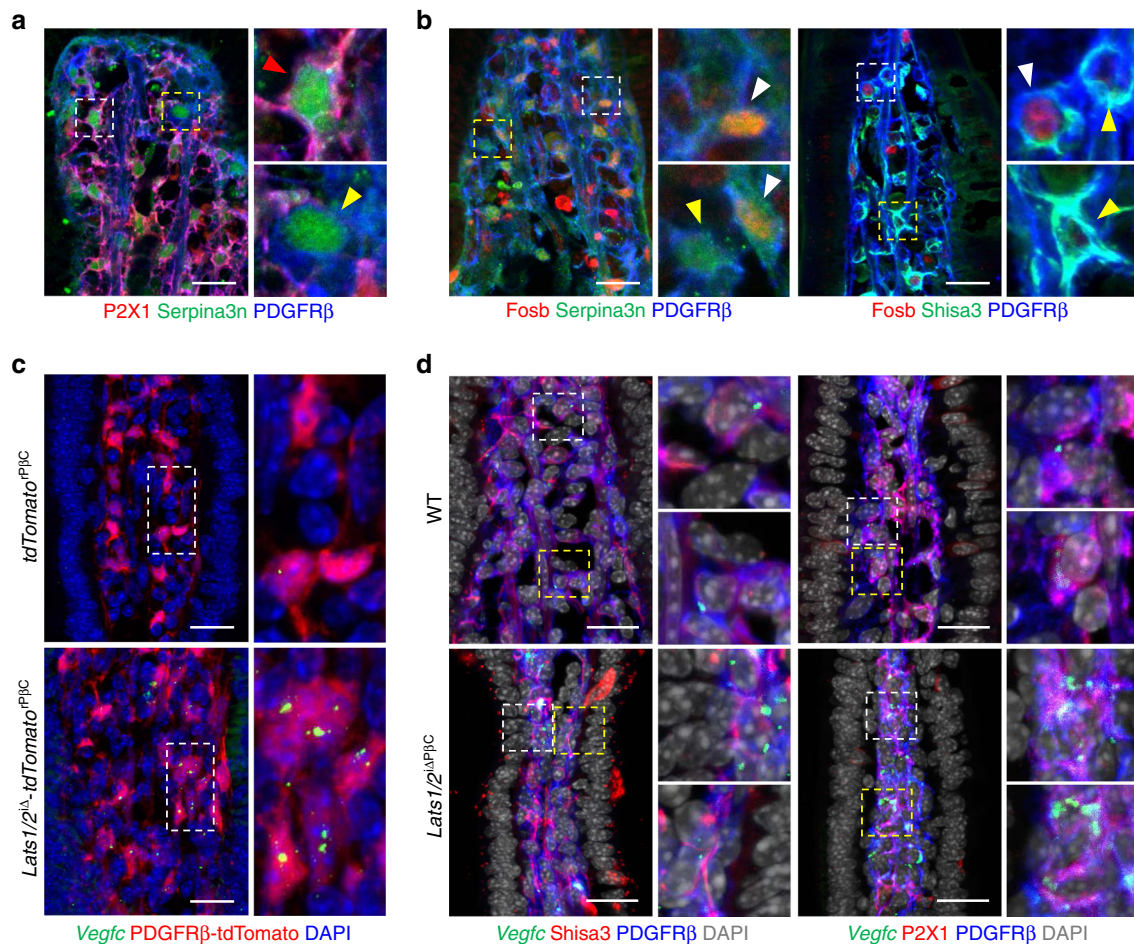 a
b
P2X1 Serpina3n PDGFRβ
Fosb Serpina3n PDGFRβ
Fosb Shisa3 PDGFRβ
c
d
tdTomato^rPβC
WT
Lats1/2^iΔ-tdTomato^rPβC
Lats1/2^iΔPβC
Vegfc PDGFRβ-tdTomato DAPI
Vegfc Shisa3 PDGFRβ DAPI
Vegfc P2X1 PDGFRβ DAPI